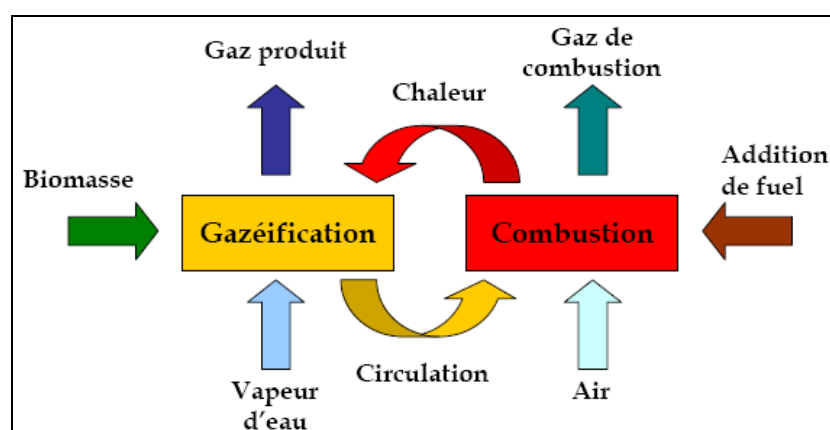 Gaz produit
Gaz de
combustion
Chaleur
Biomasse
Addition
de fuel
Gazéification
Combustion
Circulation
Vapeur
d'eau
Air